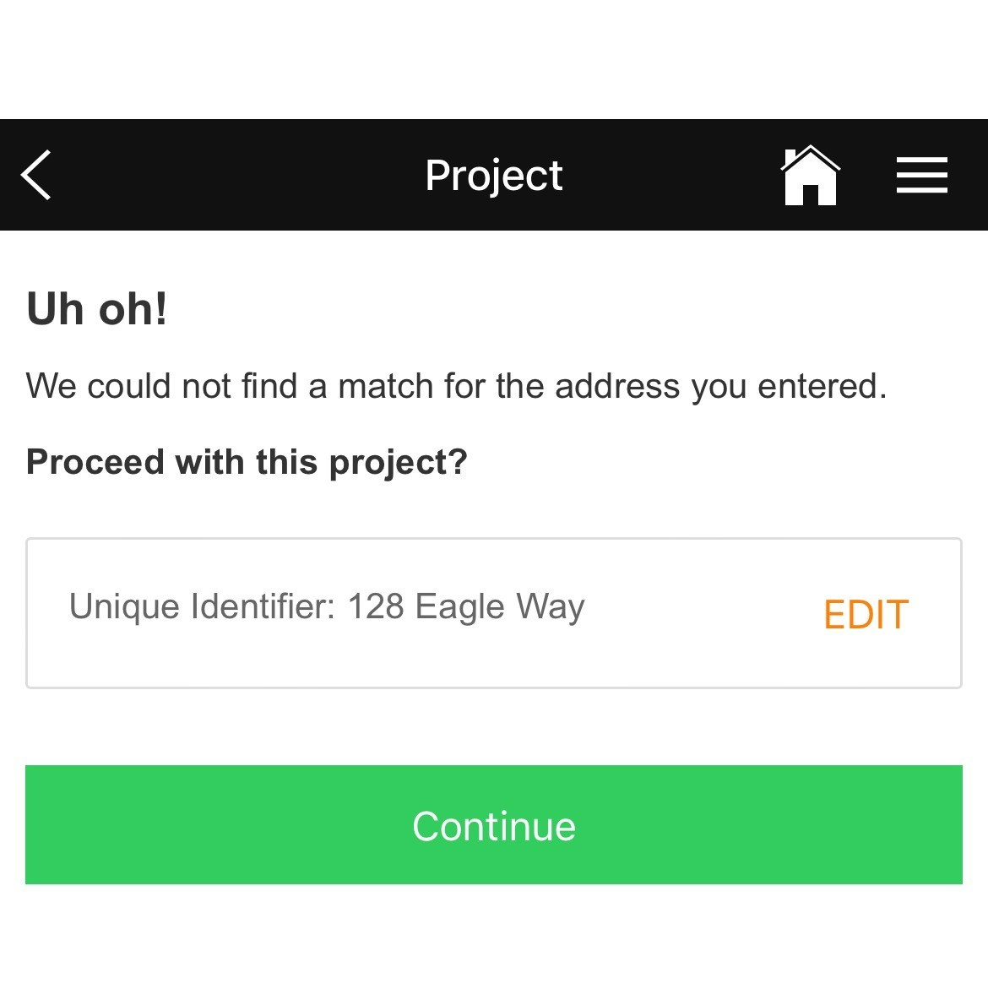 Project
Uh oh!
We could not find a match for the address you entered.
Proceed with this project?
Unique Identifier: 128 Eagle Way
EDIT
Continue